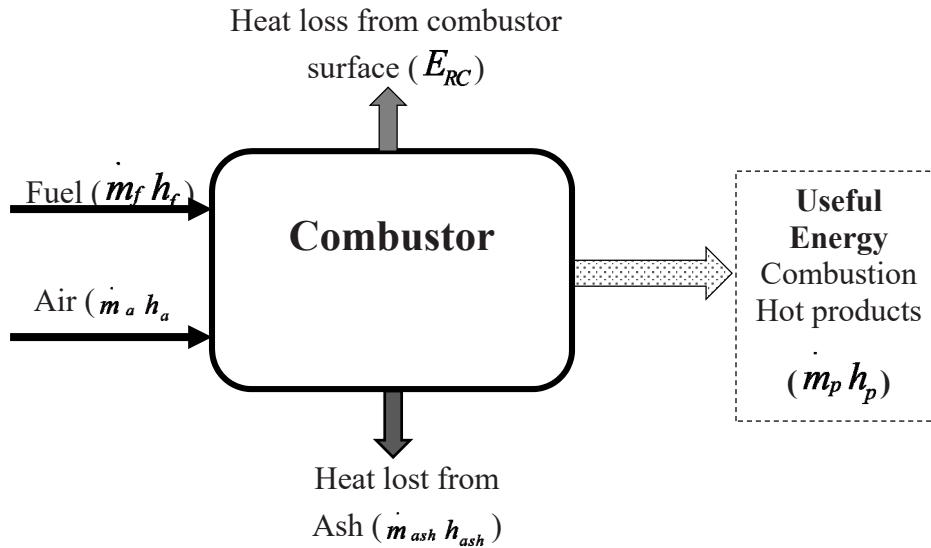 Heat loss from combustor
surface ( E_RC )
Fuel ( ṁ_f h_f )
Combustor
Air ( ṁ_a h_a
Useful
Energy
Combustion
Hot products
( ṁ_p h_p )
Heat lost from
Ash ( ṁ_ash h_ash )